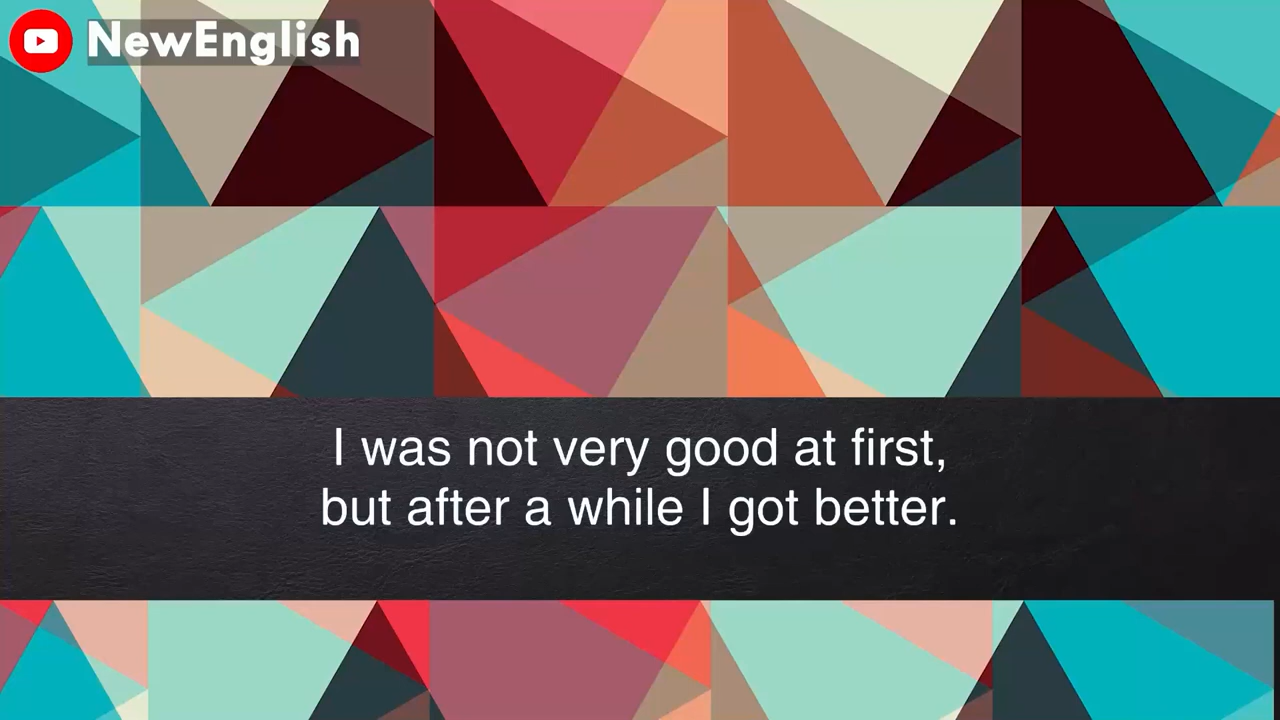 NewEnglish
I was not very good at first,
but after a while I got better.